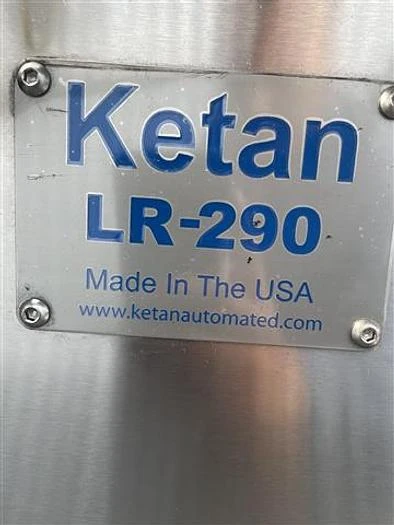 Ketan
LR-290
Made In The USA
www.ketanautomated.com